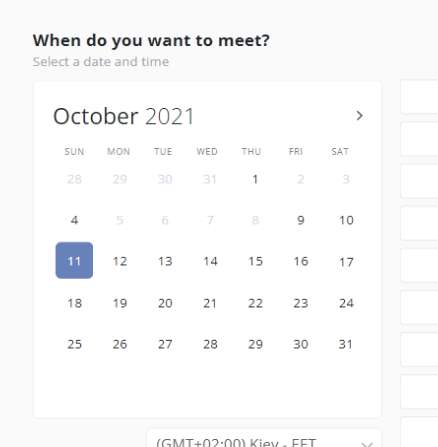 When do you want to meet?
Select a date and time
October 2021
SUN MON TUE WED THU FRI SAT
28 29 30 31 1 2 3
4 5 6 7 8 9 10
11 12 13 14 15 16 17
18 19 20 21 22 23 24
25 26 27 28 29 30 31
(GMT+02:00) Kiev - EET